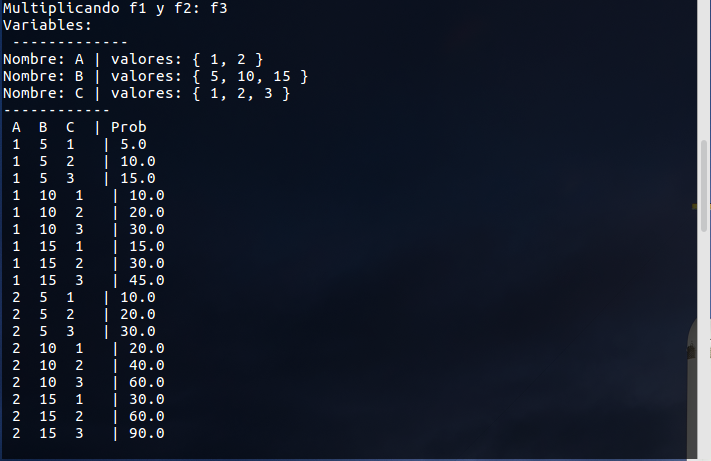 Multiplicando f1 y f2: f3
Variables:
 -------------
Nombre: A | valores: { 1, 2 }
Nombre: B | valores: { 5, 10, 15 }
Nombre: C | valores: { 1, 2, 3 }
------------
 A  B  C  | Prob
 1  5  1   | 5.0
 1  5  2   | 10.0
 1  5  3   | 15.0
 1  10  1   | 10.0
 1  10  2   | 20.0
 1  10  3   | 30.0
 1  15  1   | 15.0
 1  15  2   | 30.0
 1  15  3   | 45.0
 2  5  1   | 10.0
 2  5  2   | 20.0
 2  5  3   | 30.0
 2  10  1   | 20.0
 2  10  2   | 40.0
 2  10  3   | 60.0
 2  15  1   | 30.0
 2  15  2   | 60.0
 2  15  3   | 90.0